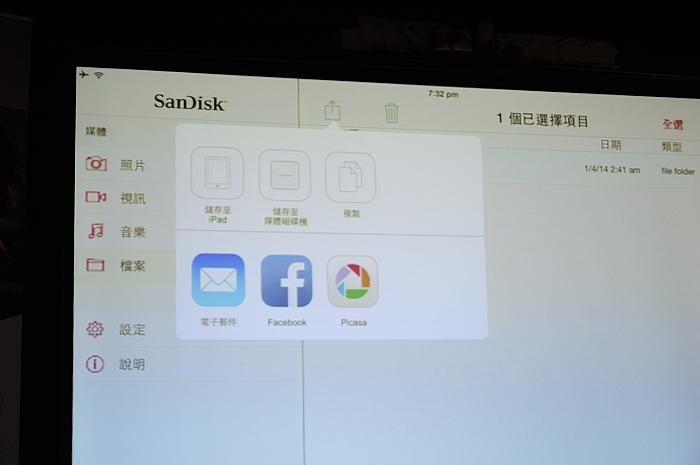 7:32 pm
SanDisk
1 個已選擇項目
全選
媒體
日期
類型
照片
1/4/14 2:41 am
file folder
視訊
音樂
檔案
設定
說明
儲存至
iPad
儲存至
媒體磁碟機
複製
電子郵件
Facebook
Picasa